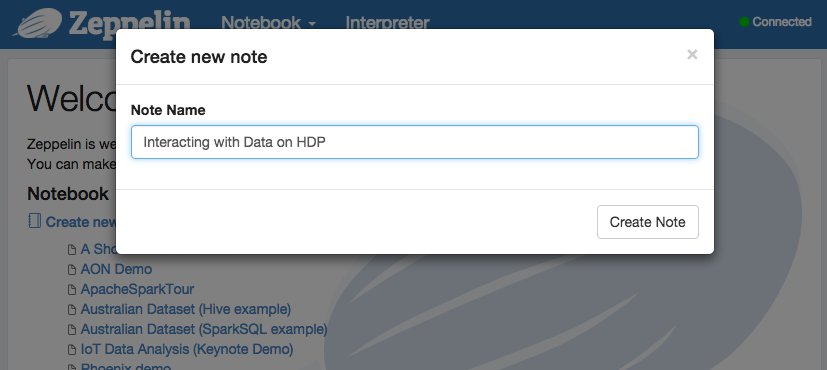 Zeppelin Notebook Interpreter Connected
Create new note ×
Note Name
Interacting with Data on HDP
Create Note
Zeppelin is we
You can make
Notebook
Create new
A Sho
AON Demo
ApacheSparkTour
Australian Dataset (Hive example)
Australian Dataset (SparkSQL example)
IoT Data Analysis (Keynote Demo)
Phoenix demo